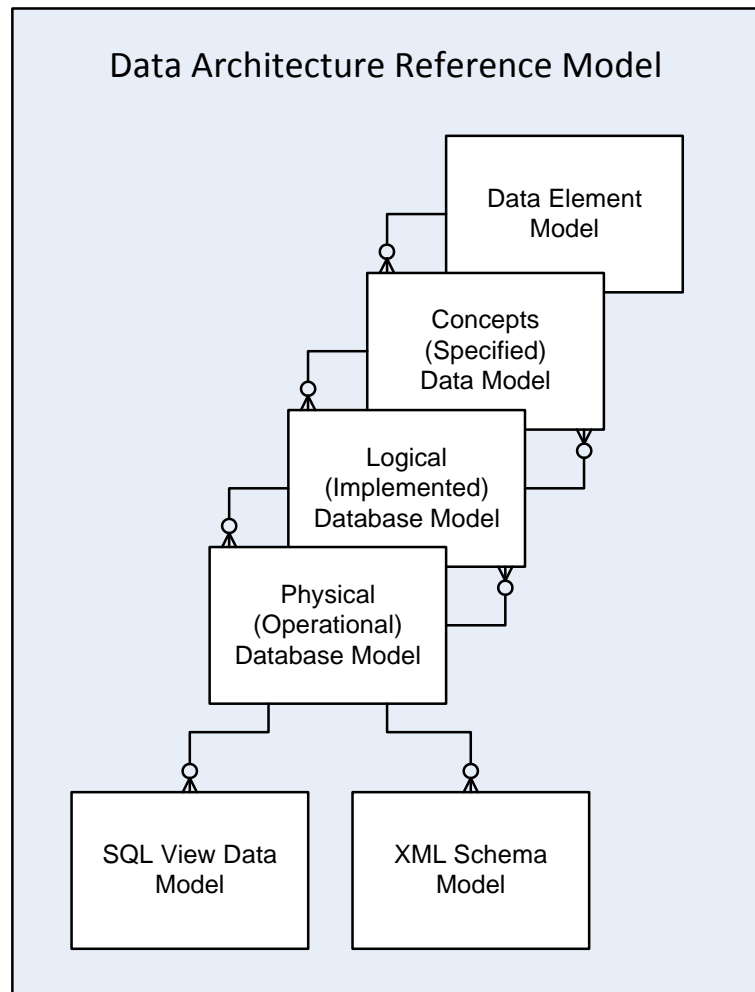 Data Architecture Reference Model
Data Element
Model
Concepts
(Specified)
Data Model
Logical
(Implemented)
Database Model
Physical
(Operational)
Database Model
SQL View Data
Model
XML Schema
Model